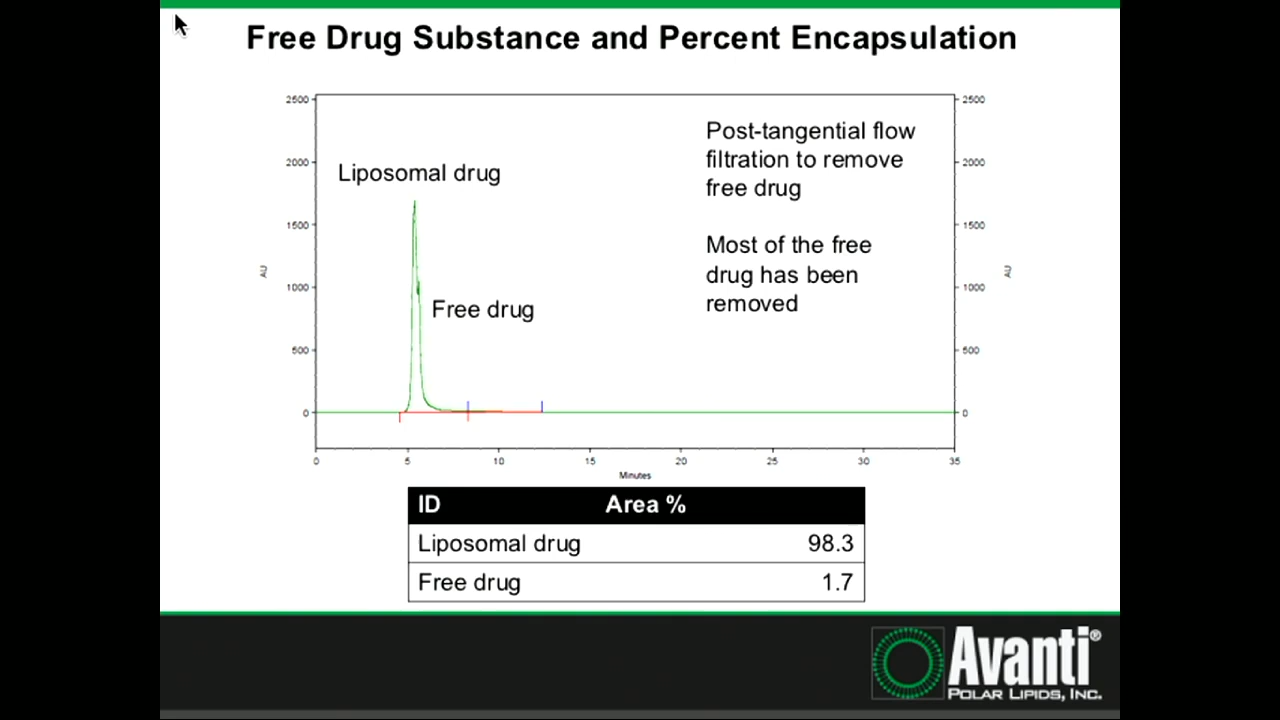 Free Drug Substance and Percent Encapsulation
2500
2000
1500
1000
500
0
AU
Liposomal drug
Free drug
Post-tangential flow
filtration to remove
free drug
Most of the free
drug has been
removed
2500
2000
1500
1000
500
0
AU
0 5 10 15 20 25 30 35
Minutes
ID Area %
Liposomal drug 98.3
Free drug 1.7
Avanti®
POLAR LIPIDS, INC.